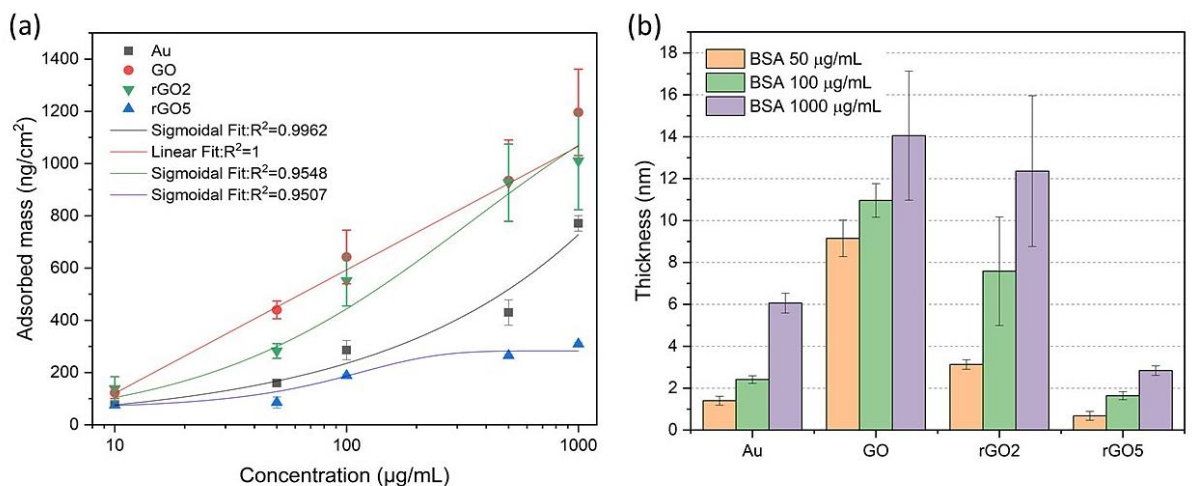 (a)
1400
1200
1000
800
600
400
200
0
Adsorbed mass (ng/cm²)
Au
GO
rGO2
rGO5
Sigmoidal Fit:R²=0.9962
Linear Fit:R²=1
Sigmoidal Fit:R²=0.9548
Sigmoidal Fit:R²=0.9507
10
100
1000
Concentration (µg/mL)
(b)
18
16
14
12
10
8
6
4
2
0
Thickness (nm)
BSA 50 µg/mL
BSA 100 µg/mL
BSA 1000 µg/mL
Au
GO
rGO2
rGO5